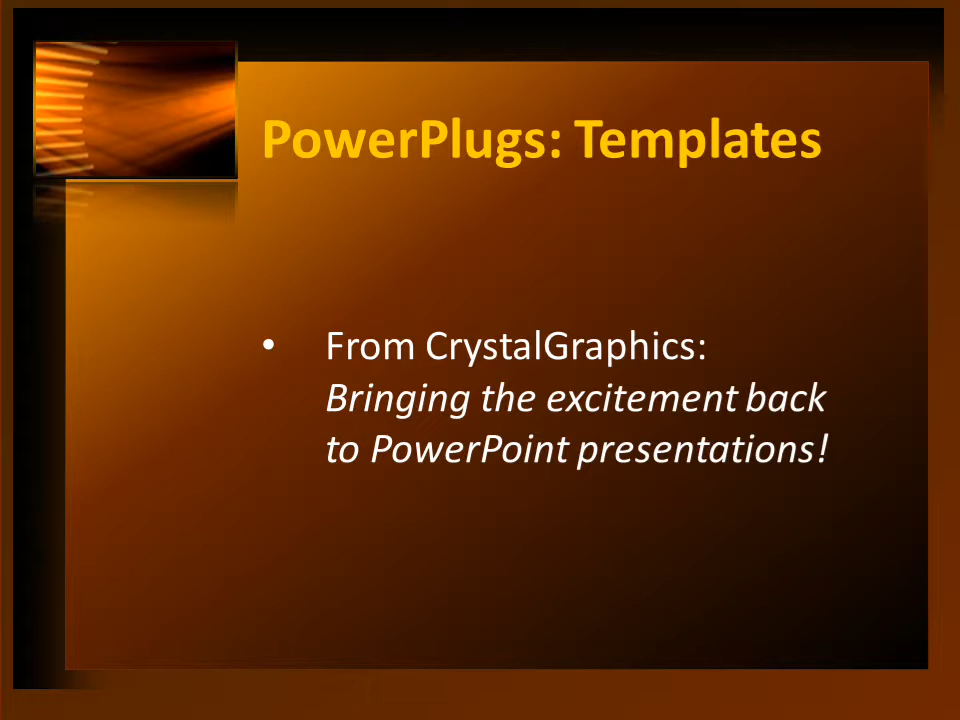 PowerPlugs: Templates
• From CrystalGraphics:
Bringing the excitement back
to PowerPoint presentations!